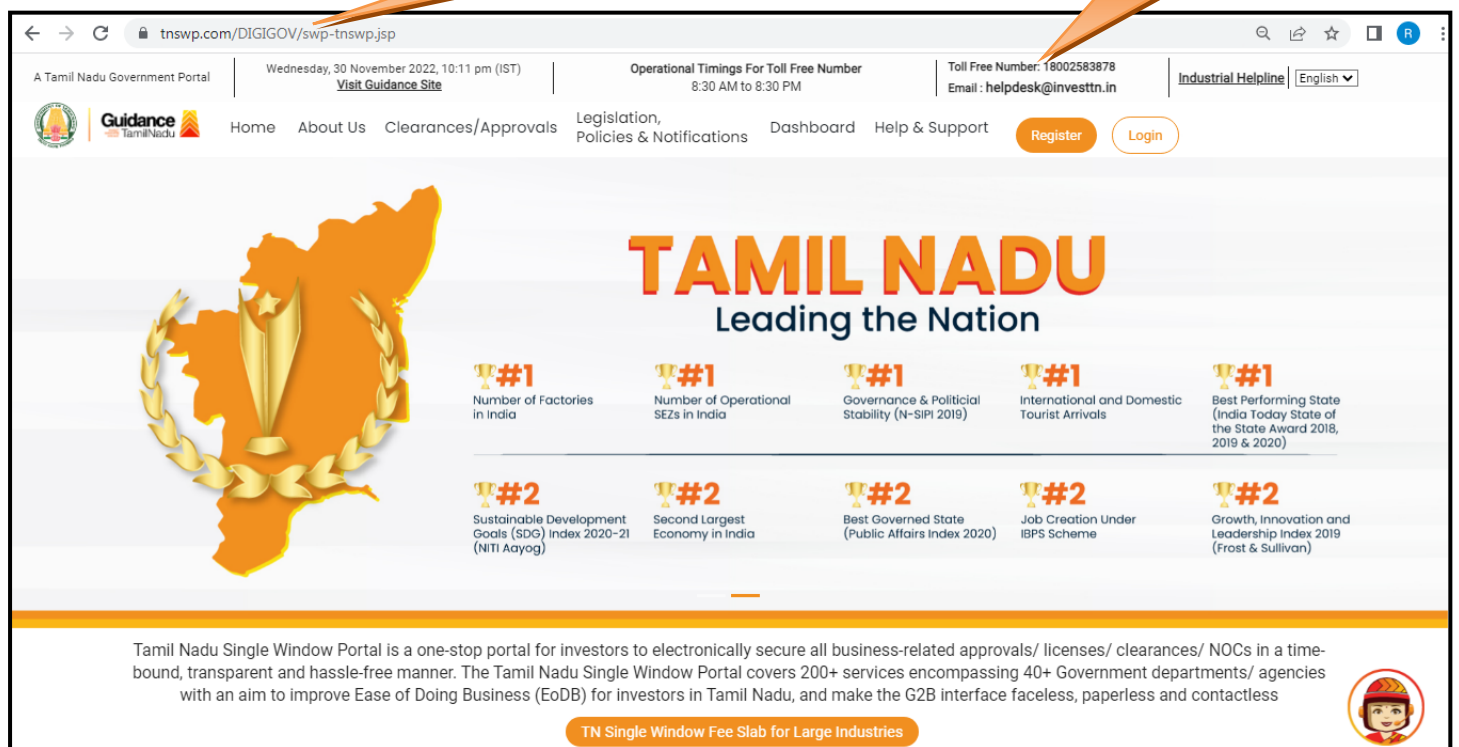 tnswp.com/DIGIGOV/swp-tnswp.jsp
R
A Tamil Nadu Government Portal
Wednesday, 30 November 2022, 10:11 pm (IST)
Visit Guidance Site
Operational Timings For Toll Free Number
8:30 AM to 8:30 PM
Toll Free Number: 18002583878
Email : helpdesk@investtn.in
Industrial Helpline
English
Guidance
TamilNadu
Home About Us Clearances/Approvals
Legislation,
Policies & Notifications
Dashboard Help & Support
Register
Login
TAMIL NADU
Leading the Nation
#1
Number of Factories
in India
#1
Number of Operational
SEZs in India
#1
Governance & Politicial
Stability (N-SIPI 2019)
#1
International and Domestic
Tourist Arrivals
#1
Best Performing State
(India Today State of
the State Award 2018,
2019 & 2020)
#2
Sustainable Development
Goals (SDG) Index 2020-21
(NITI Aayog)
#2
Second Largest
Economy in India
#2
Best Governed State
(Public Affairs Index 2020)
#2
Job Creation Under
IBPS Scheme
#2
Growth, Innovation and
Leadership Index 2019
(Frost & Sullivan)
Tamil Nadu Single Window Portal is a one-stop portal for investors to electronically secure all business-related approvals/ licenses/ clearances/ NOCs in a time-
bound, transparent and hassle-free manner. The Tamil Nadu Single Window Portal covers 200+ services encompassing 40+ Government departments/ agencies
with an aim to improve Ease of Doing Business (EoDB) for investors in Tamil Nadu, and make the G2B interface faceless, paperless and contactless
TN Single Window Fee Slab for Large Industries